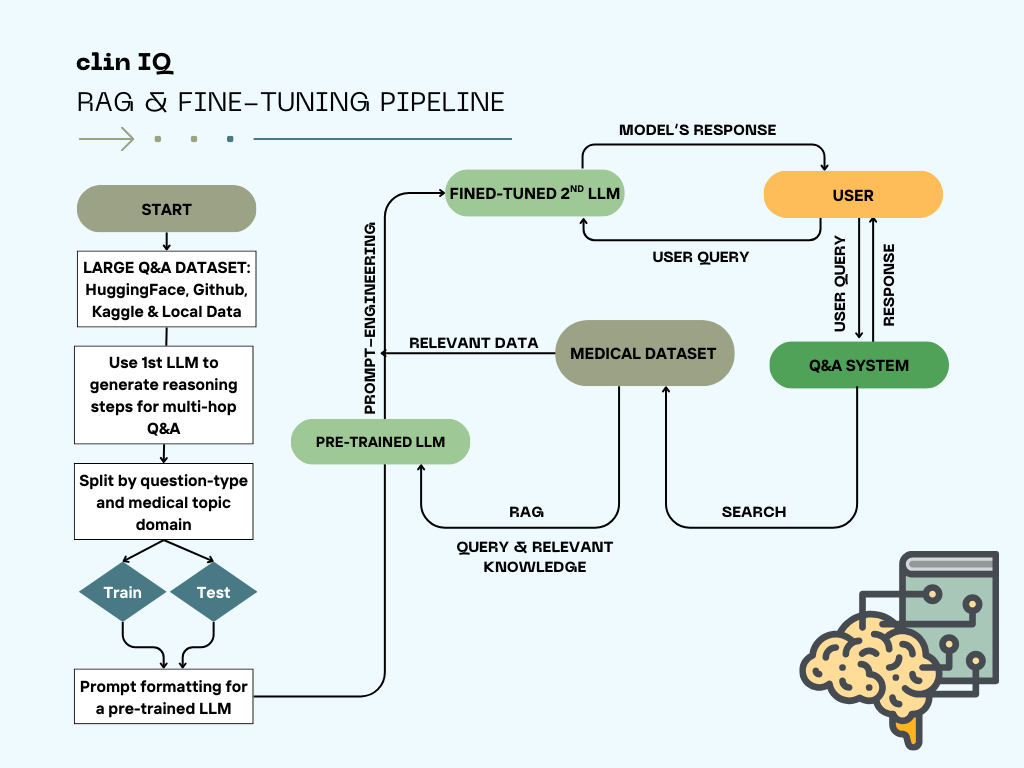 clin IQ
RAG & FINE-TUNING PIPELINE
START
LARGE Q&A DATASET:
HuggingFace, Github,
Kaggle & Local Data
Use 1st LLM to
generate reasoning
steps for multi-hop
Q&A
Split by question-type
and medical topic
domain
Train
Test
Prompt formatting for
a pre-trained LLM
PRE-TRAINED LLM
PROMPT-ENGINEERING
FINED-TUNED 2ND LLM
MODEL'S RESPONSE
USER
USER QUERY
USER QUERY
RESPONSE
RELEVANT DATA
MEDICAL DATASET
Q&A SYSTEM
RAG
QUERY & RELEVANT
KNOWLEDGE
SEARCH